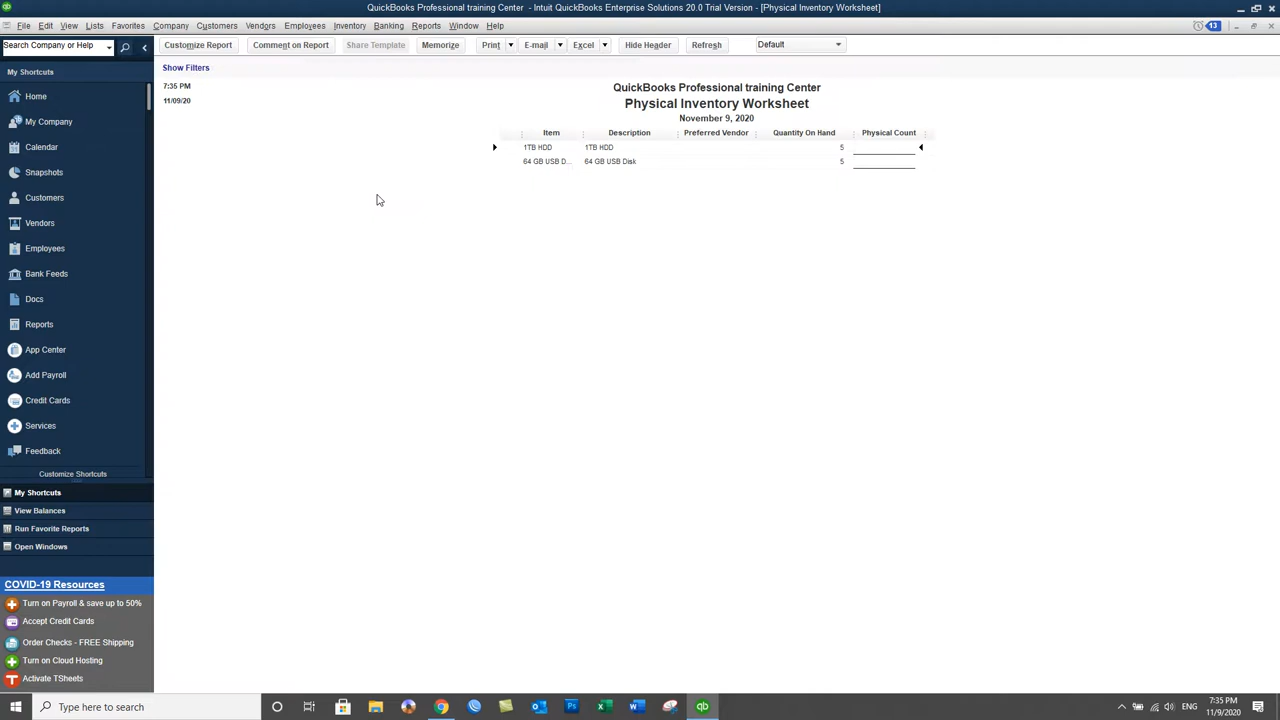 QuickBooks Professional training Center - Intuit QuickBooks Enterprise Solutions 20.0 Trial Version - [Physical Inventory Worksheet]
File Edit View Lists Favorites Company Customers Vendors Employees Inventory Banking Reports Window Help
13
Search Company or Help
Customize Report Comment on Report Share Template Memorize Print E-mail Excel Hide Header Refresh Default
My Shortcuts
Home
My Company
Calendar
Snapshots
Customers
Vendors
Employees
Bank Feeds
Docs
Reports
App Center
Add Payroll
Credit Cards
Services
Feedback
Customize Shortcuts
My Shortcuts
View Balances
Run Favorite Reports
Open Windows
COVID-19 Resources
Turn on Payroll & save up to 50%
Accept Credit Cards
Order Checks - FREE Shipping
Turn on Cloud Hosting
Activate TSheets
Show Filters
7:35 PM
11/09/20
QuickBooks Professional training Center
Physical Inventory Worksheet
November 9, 2020
Item Description Preferred Vendor Quantity On Hand Physical Count
1TB HDD 1TB HDD 5
64 GB USB D... 64 GB USB Disk 5
Type here to search
ENG
7:35 PM
11/9/2020